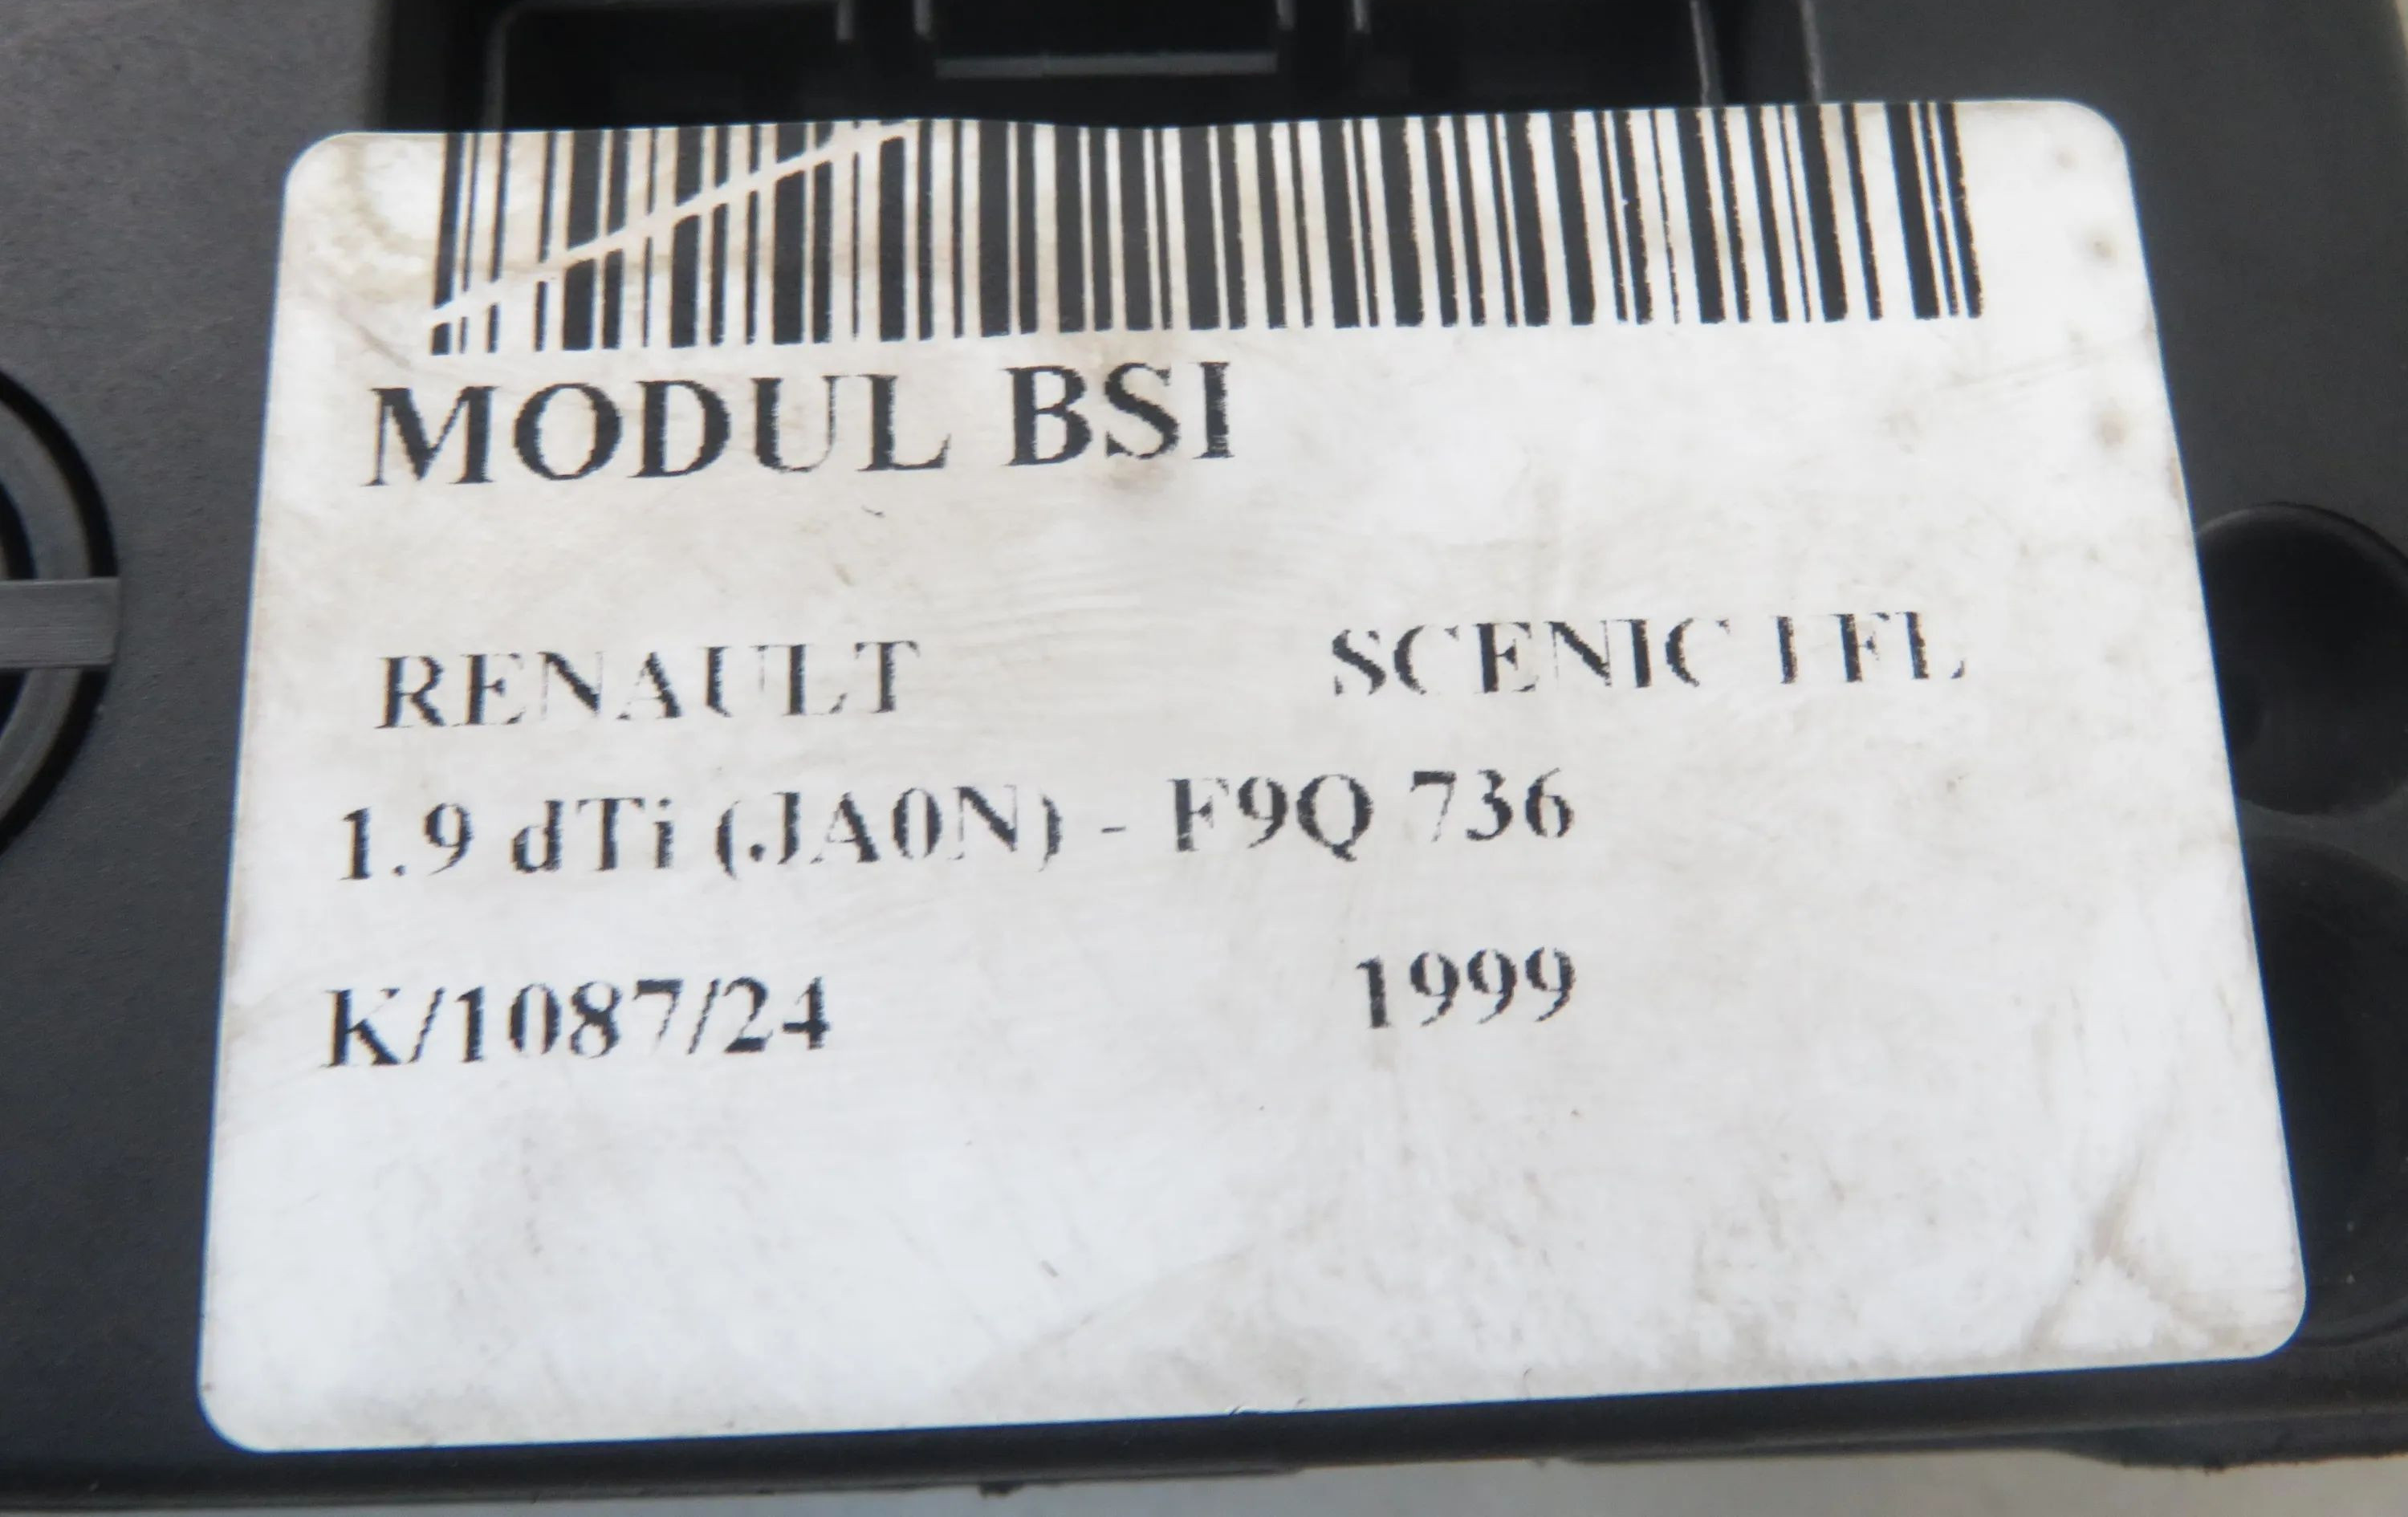 MODUL BSI
RENAULT SCENIC I FL
1.9 dTi (JA0N) - F9Q 736
K/1087/24 1999